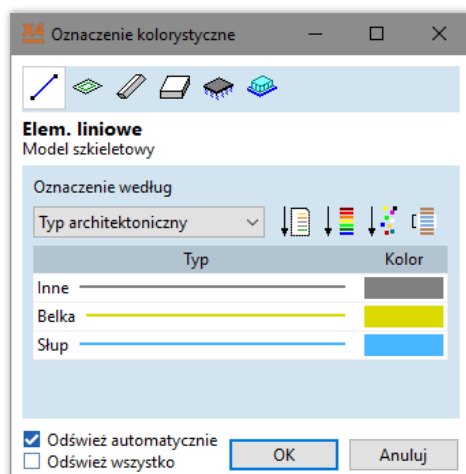 X4 Oznaczenie kolorystyczne
Elem. liniowe
Model szkieletowy
Oznaczenie według
Typ architektoniczny
Typ Kolor
Inne
Belka
Słup
Odśwież automatycznie
Odśwież wszystko
OK Anuluj